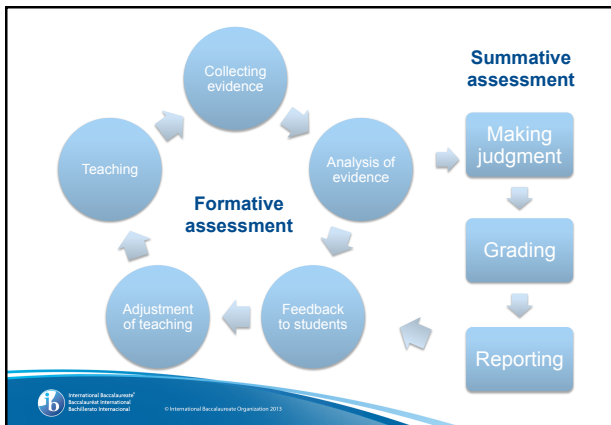 Collecting
evidence
Summative
assessment
Teaching
Analysis of
evidence
Making
judgment
Formative
assessment
Grading
Adjustment
of teaching
Feedback
to students
Reporting
ib
International Baccalaureate®
Baccalauréat International
Bachillerato Internacional
© International Baccalaureate Organization 2013